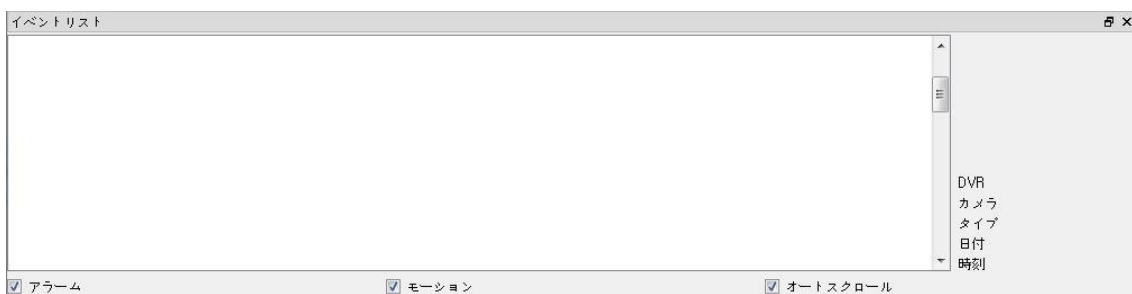 イベントリスト
DVR
カメラ
タイプ
日付
時刻
アラーム
モーション
オートスクロール